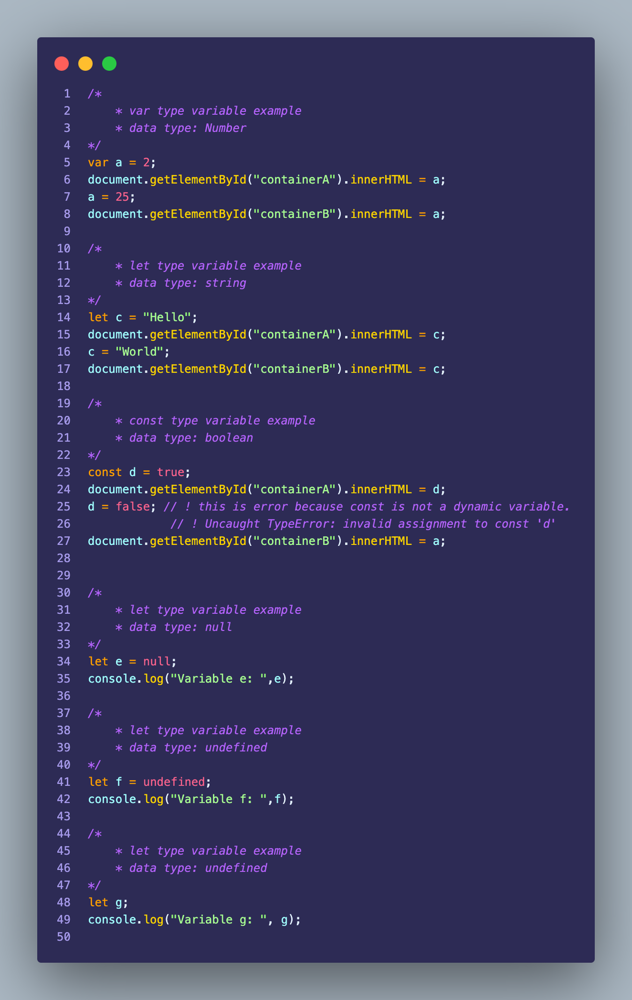 1 /*
2     * var type variable example
3     * data type: Number
4 */
5 var a = 2;
6 document.getElementById("containerA").innerHTML = a;
7 a = 25;
8 document.getElementById("containerB").innerHTML = a;
9
10 /*
11     * let type variable example
12     * data type: string
13 */
14 let c = "Hello";
15 document.getElementById("containerA").innerHTML = c;
16 c = "World";
17 document.getElementById("containerB").innerHTML = c;
18
19 /*
20     * const type variable example
21     * data type: boolean
22 */
23 const d = true;
24 document.getElementById("containerA").innerHTML = d;
25 d = false; // ! this is error because const is not a dynamic variable.
26             // ! Uncaught TypeError: invalid assignment to const 'd'
27 document.getElementById("containerB").innerHTML = a;
28
29
30 /*
31     * let type variable example
32     * data type: null
33 */
34 let e = null;
35 console.log("Variable e: ",e);
36
37 /*
38     * let type variable example
39     * data type: undefined
40 */
41 let f = undefined;
42 console.log("Variable f: ",f);
43
44 /*
45     * let type variable example
46     * data type: undefined
47 */
48 let g;
49 console.log("Variable g: ", g);
50